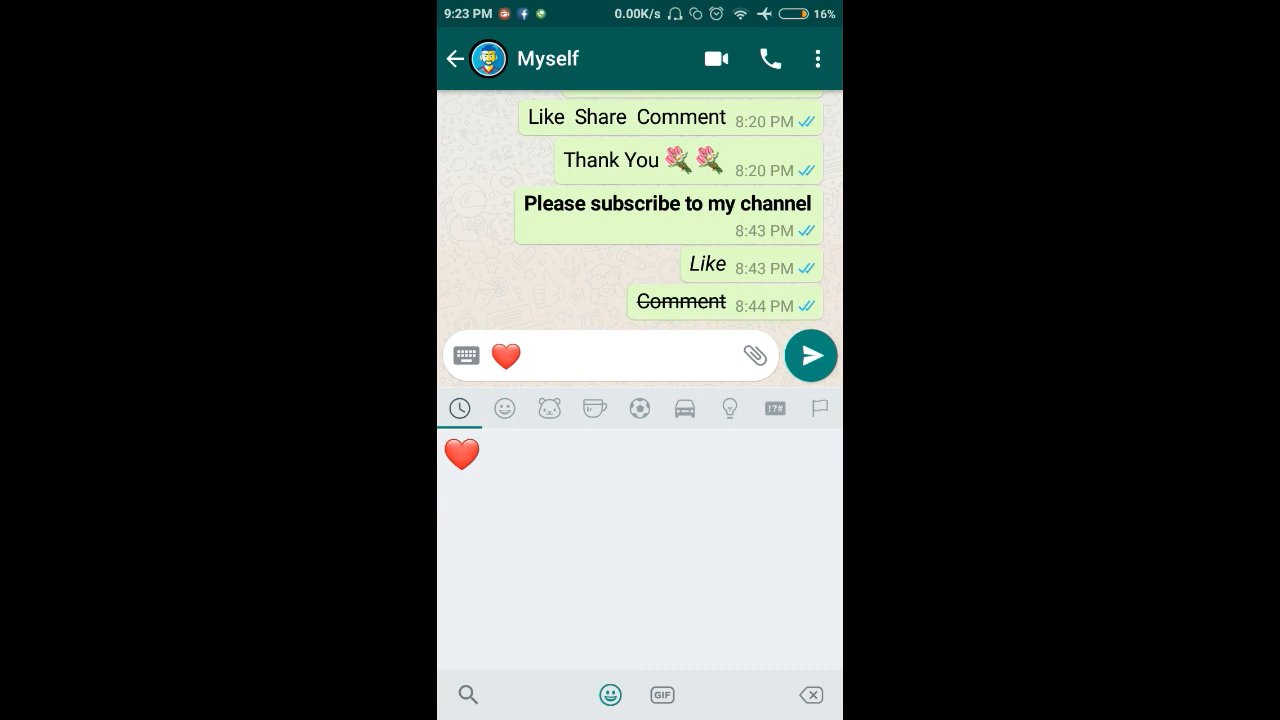 9:23 PM 0.00K/s 16%
Myself
Like Share Comment 8:20 PM
Thank You 💐💐 8:20 PM
Please subscribe to my channel
8:43 PM
Like 8:43 PM
Comment 8:44 PM
❤️
!?#
❤️
GIF